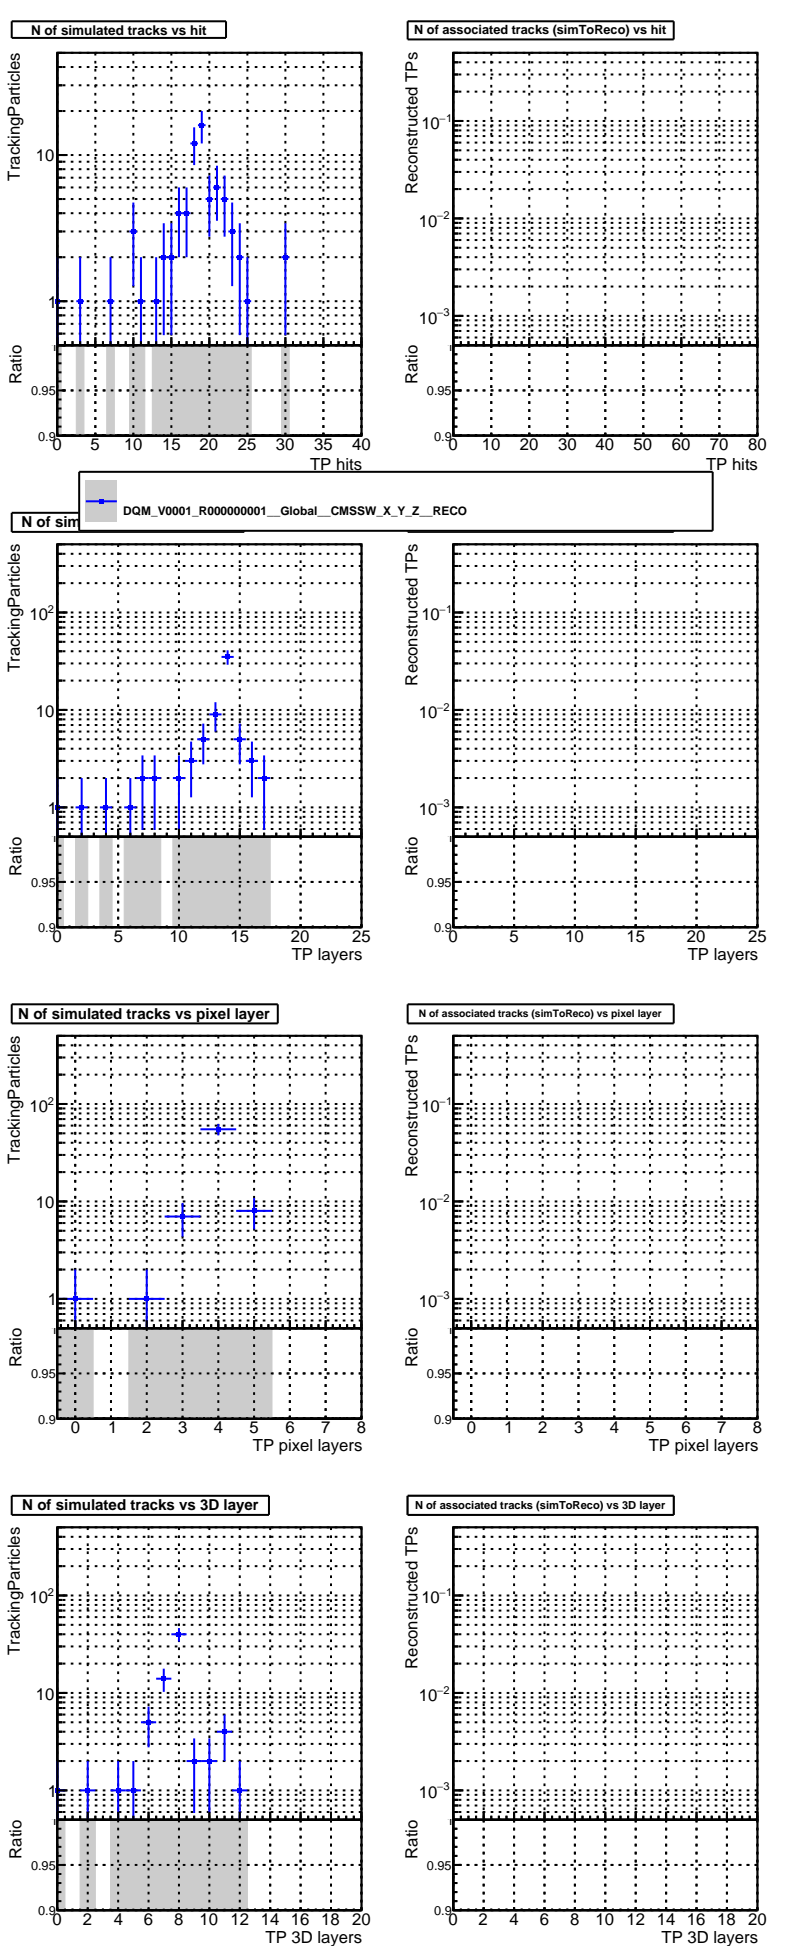 N of simulated tracks vs hit
TrackingParticles
10
1
Ratio
0.95
0.9
0 5 10 15 20 25 30 35 40
TP hits
N of associated tracks (simToReco) vs hit
Reconstructed TPs
10⁻¹
10⁻²
10⁻³
Ratio
0.95
0.9
0 10 20 30 40 50 60 70 80
TP hits
DQM_V0001_R000000001__Global__CMSSW_X_Y_Z__RECO
N of sim
TrackingParticles
10²
10
1
Ratio
0.95
0.9
0 5 10 15 20 25
TP layers
Reconstructed TPs
10⁻¹
10⁻²
10⁻³
Ratio
0.95
0.9
0 5 10 15 20 25
TP layers
N of simulated tracks vs pixel layer
TrackingParticles
10²
10
1
Ratio
0.95
0.9
0 1 2 3 4 5 6 7 8
TP pixel layers
N of associated tracks (simToReco) vs pixel layer
Reconstructed TPs
10⁻¹
10⁻²
10⁻³
Ratio
0.95
0.9
0 1 2 3 4 5 6 7 8
TP pixel layers
N of simulated tracks vs 3D layer
TrackingParticles
10²
10
1
Ratio
0.95
0.9
0 2 4 6 8 10 12 14 16 18 20
TP 3D layers
N of associated tracks (simToReco) vs 3D layer
Reconstructed TPs
10⁻¹
10⁻²
10⁻³
Ratio
0.95
0.9
0 2 4 6 8 10 12 14 16 18 20
TP 3D layers